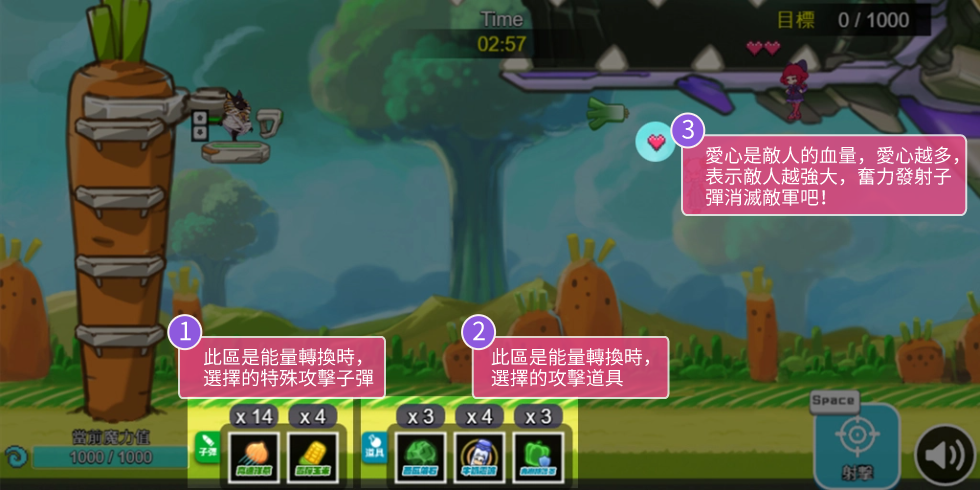 Time
02:57
目標 0 / 1000
3
愛心是敵人的血量，愛心越多，
表示敵人越強大，奮力發射子
彈消滅敵軍吧！
1
此區是能量轉換時，
選擇的特殊攻擊子彈
2
此區是能量轉換時，
選擇的攻擊道具
x 14
x 4
x 3
x 4
x 3
當前魔力值
1000 / 1000
子彈
道具
Space
射擊